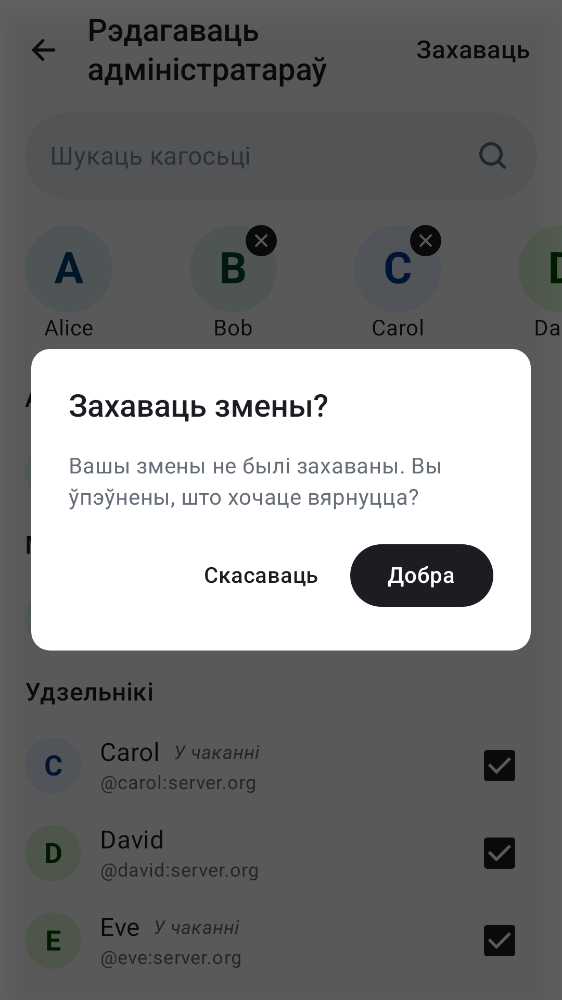 Рэдагаваць
адміністратараў
Захаваць
Шукаць кагосьці
A
B
C
Alice
Bob
Carol
Da
Захаваць змены?
Вашы змены не былі захаваны. Вы
ўпэўнены, што хочаце вярнуцца?
Скасаваць
Добра
Удзельнікі
C
Carol У чаканні
@carol:server.org
D
David
@david:server.org
E
Eve У чаканні
@eve:server.org